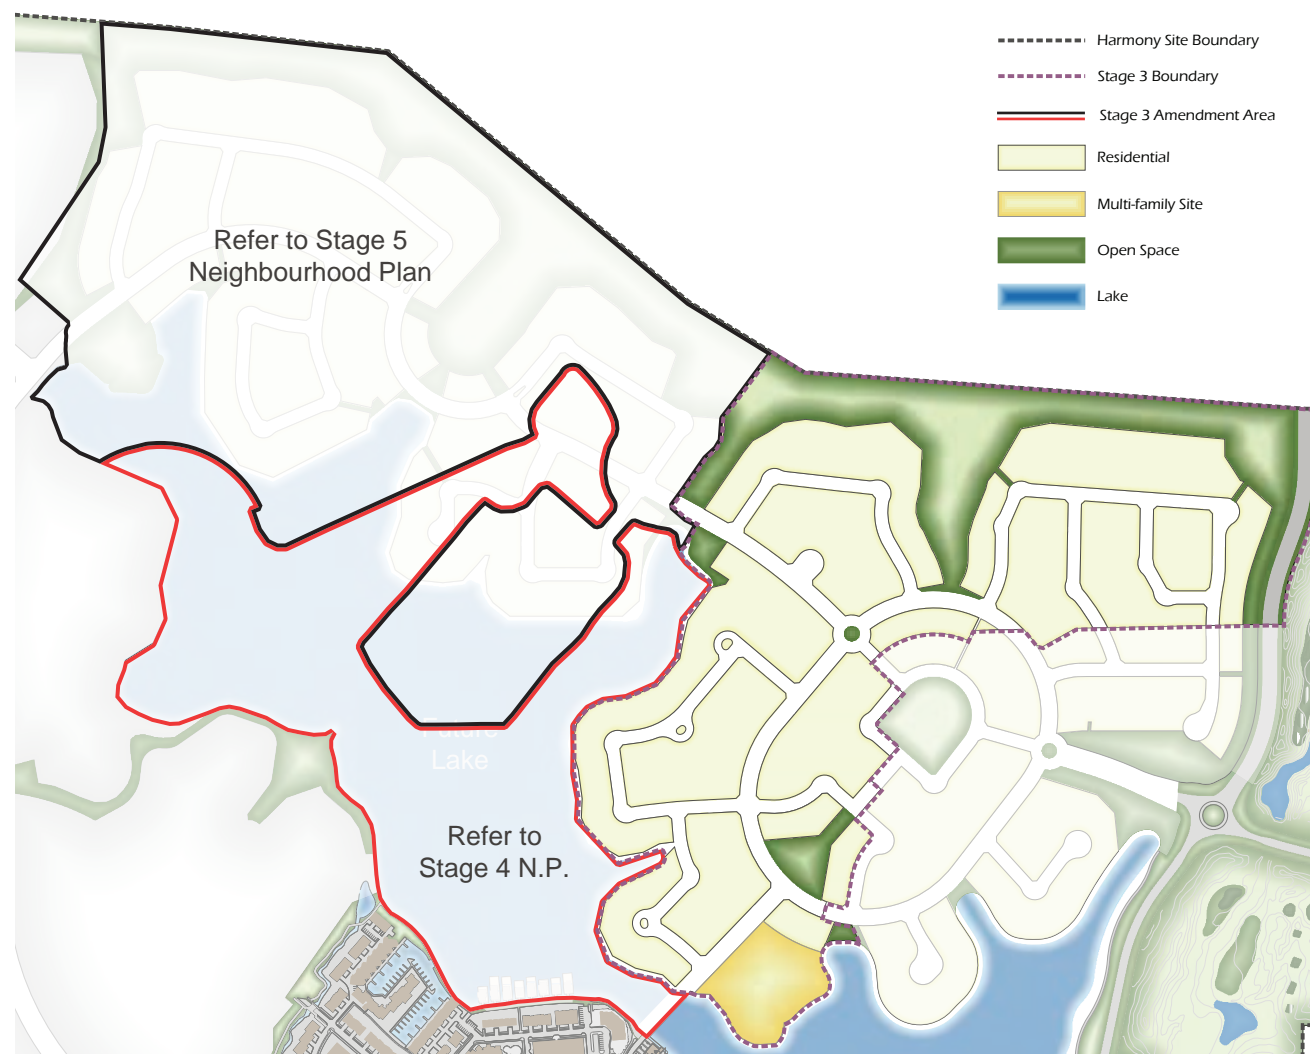 Harmony Site Boundary
Stage 3 Boundary
Stage 3 Amendment Area
Residential
Multi-family Site
Open Space
Lake
Refer to Stage 5
Neighbourhood Plan
Future
Lake
Refer to
Stage 4 N.P.